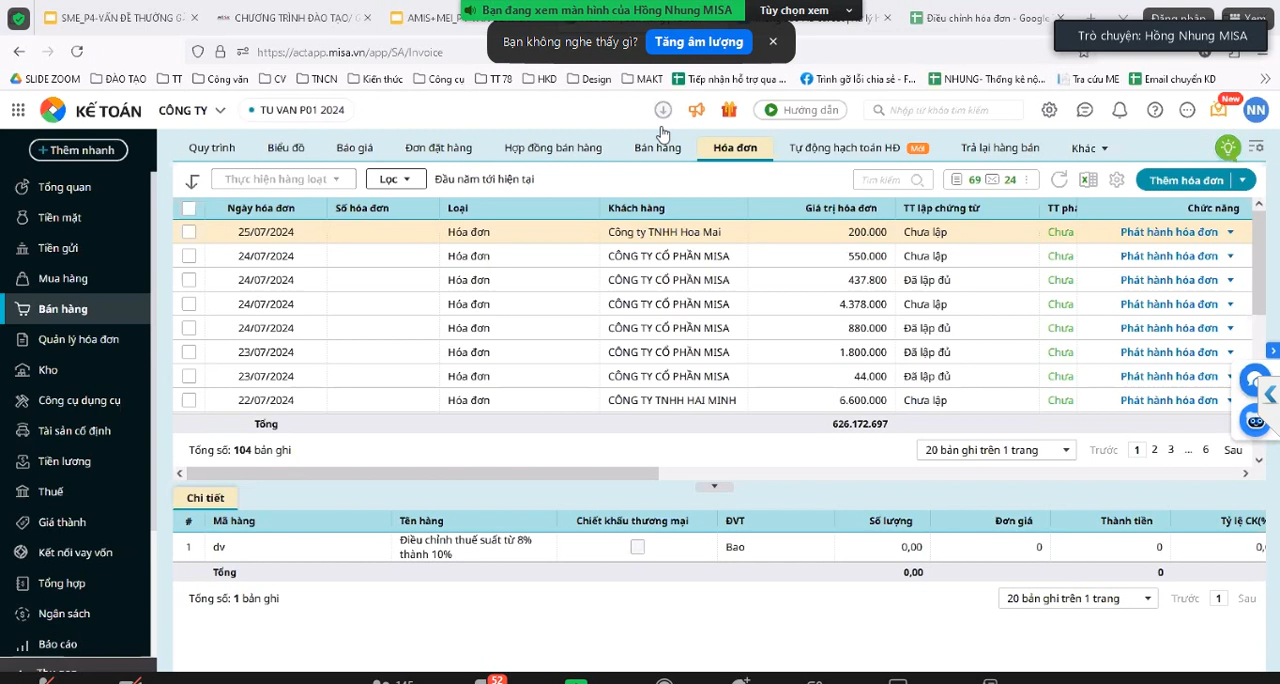 SME_P4-VẤN ĐỀ THƯỜNG G
CHƯƠNG TRÌNH ĐÀO TẠO/ G
Bạn đang xem màn hình của Hồng Nhung MISA
Tùy chọn xem
Điều chỉnh hóa đơn - Google
Đăng nhập
Xem
Bạn không nghe thấy gì?
Tăng âm lượng
Trò chuyện: Hồng Nhung MISA
https://actapp.misa.vn/app/SA/Invoice
SLIDE ZOOM
ĐÀO TẠO
TT
Công văn
CV
TNCN
Kiến thức
Công cụ
TT 78
HKD
Design
MAKT
Tiếp nhận hỗ trợ qua ...
Trình gỡ lỗi chia sẻ - F...
NHUNG- Thống kê nộ...
Tra cứu ME
Email chuyển KD
KẾ TOÁN
CÔNG TY
TU VAN P01 2024
Hướng dẫn
Nhập từ khóa tìm kiếm
New
NN
Thêm nhanh
Tổng quan
Tiền mặt
Tiền gửi
Mua hàng
Bán hàng
Quản lý hóa đơn
Kho
Công cụ dụng cụ
Tài sản cố định
Tiền lương
Thuế
Giá thành
Kết nối vay vốn
Tổng hợp
Ngân sách
Báo cáo
Quy trình
Biểu đồ
Báo giá
Đơn đặt hàng
Hợp đồng bán hàng
Bán hàng
Hóa đơn
Tự động hạch toán HĐ
Mới
Trả lại hàng bán
Khác
Thực hiện hàng loạt
Lọc
Đầu năm tới hiện tại
Tìm kiếm
69
24
Thêm hóa đơn
Ngày hóa đơn Số hóa đơn Loại Khách hàng Giá trị hóa đơn TT lập chứng từ TT phá Chức năng
25/07/2024 Hóa đơn Công ty TNHH Hoa Mai 200.000 Chưa lập Chưa Phát hành hóa đơn
24/07/2024 Hóa đơn CÔNG TY CỔ PHẦN MISA 550.000 Chưa lập Chưa Phát hành hóa đơn
24/07/2024 Hóa đơn CÔNG TY CỔ PHẦN MISA 437.800 Đã lập đủ Chưa Phát hành hóa đơn
24/07/2024 Hóa đơn CÔNG TY CỔ PHẦN MISA 4.378.000 Chưa lập Chưa Phát hành hóa đơn
24/07/2024 Hóa đơn CÔNG TY CỔ PHẦN MISA 880.000 Đã lập đủ Chưa Phát hành hóa đơn
23/07/2024 Hóa đơn CÔNG TY CỔ PHẦN MISA 1.800.000 Đã lập đủ Chưa Phát hành hóa đơn
23/07/2024 Hóa đơn CÔNG TY CỔ PHẦN MISA 44.000 Đã lập đủ Chưa Phát hành hóa đơn
22/07/2024 Hóa đơn CÔNG TY TNHH HẢI MINH 6.600.000 Chưa lập Chưa Phát hành hóa đơn
Tổng 626.172.697
Tổng số: 104 bản ghi
20 bản ghi trên 1 trang
Trước 1 2 3 ... 6 Sau
Chi tiết
# Mã hàng Tên hàng Chiết khấu thương mại ĐVT Số lượng Đơn giá Thành tiền Tỷ lệ CK(%
1 dv Điều chỉnh thuế suất từ 8% thành 10% Bao 0,00 0 0 0,
Tổng 0,00 0
Tổng số: 1 bản ghi
20 bản ghi trên 1 trang
Trước 1 Sau
52